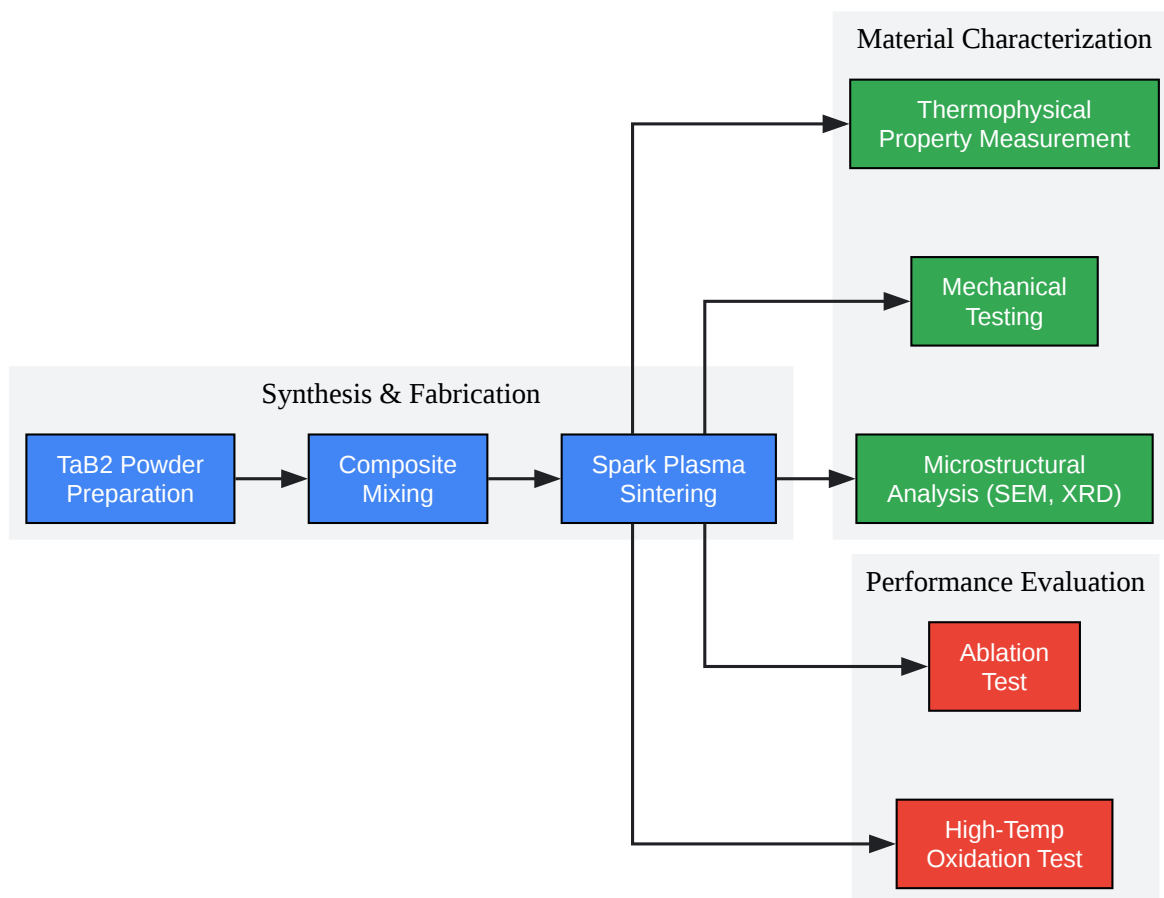 Material Characterization
Thermophysical
Property Measurement
Mechanical
Testing
Synthesis & Fabrication
TaB2 Powder
Preparation
Composite
Mixing
Spark Plasma
Sintering
Microstructural
Analysis (SEM, XRD)
Performance Evaluation
Ablation
Test
High-Temp
Oxidation Test